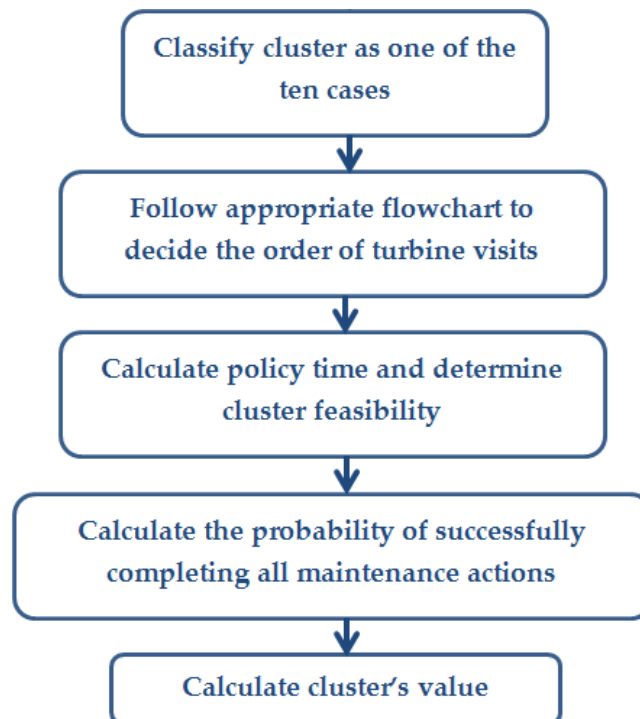 Classify cluster as one of the
ten cases
Follow appropriate flowchart to
decide the order of turbine visits
Calculate policy time and determine
cluster feasibility
Calculate the probability of successfully
completing all maintenance actions
Calculate cluster's value